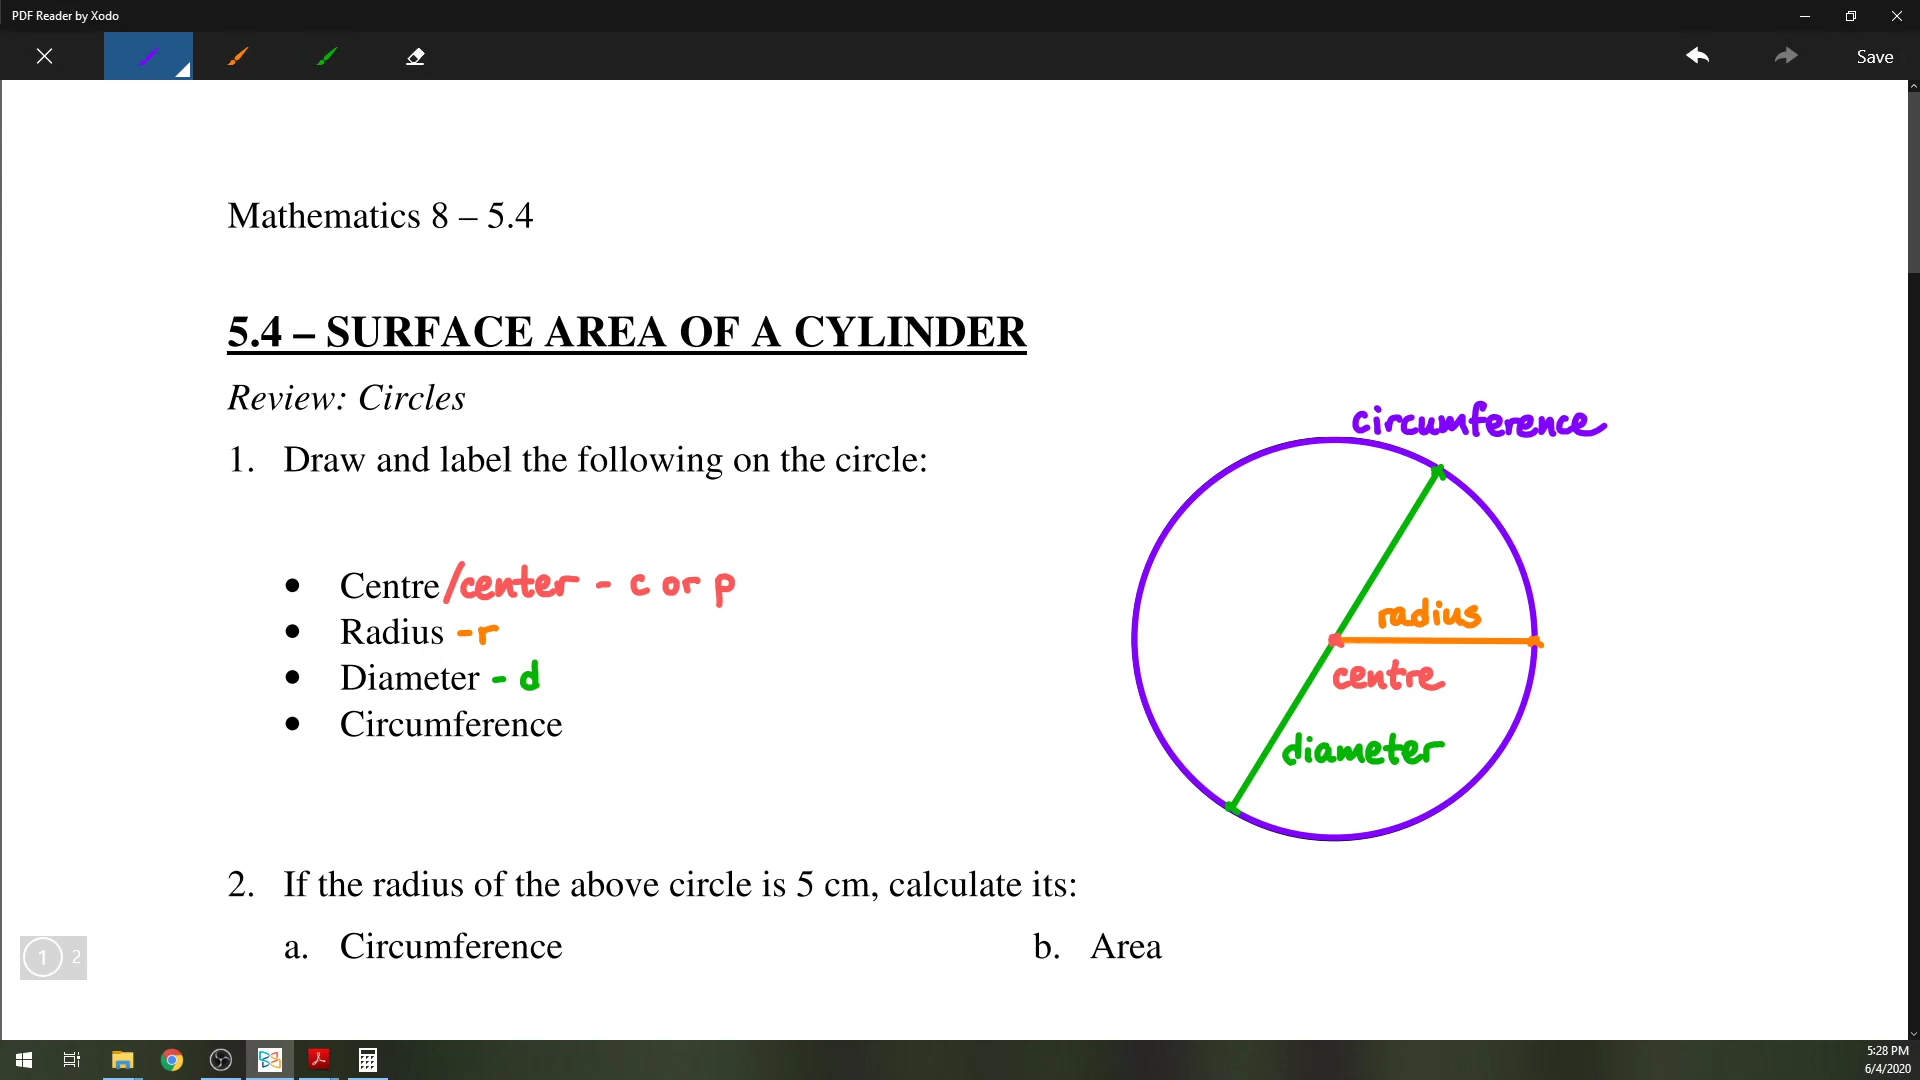 PDF Reader by Xodo
Save
Mathematics 8 – 5.4
5.4 – SURFACE AREA OF A CYLINDER
Review: Circles
1. Draw and label the following on the circle:
• Centre/center - c or p
• Radius -r
• Diameter - d
• Circumference
circumference
radius
centre
diameter
2. If the radius of the above circle is 5 cm, calculate its:
a. Circumference
b. Area
1 2
5:28 PM
6/4/2020